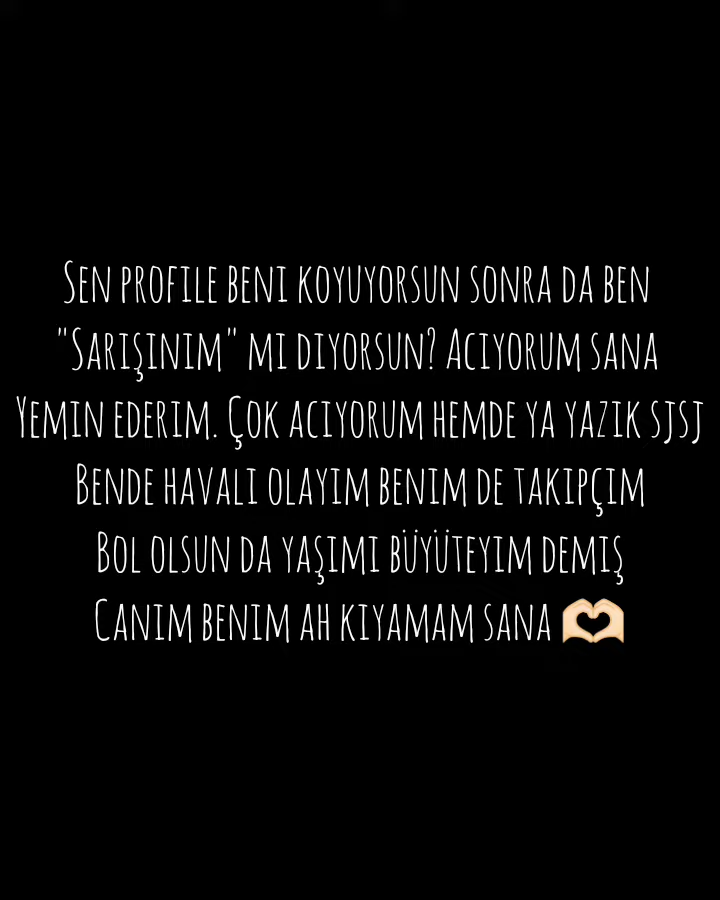 Sen profile beni koyuyorsun sonra da ben
"Sarışınım" mı diyorsun? Acıyorum sana
Yemin ederim. Çok acıyorum hemde ya yazık sjsj
Bende havalı olayım benim de takipçim
Bol olsun da yaşımı büyüteyim demiş
Canım benim ah kıyamam sana 🫶🏻